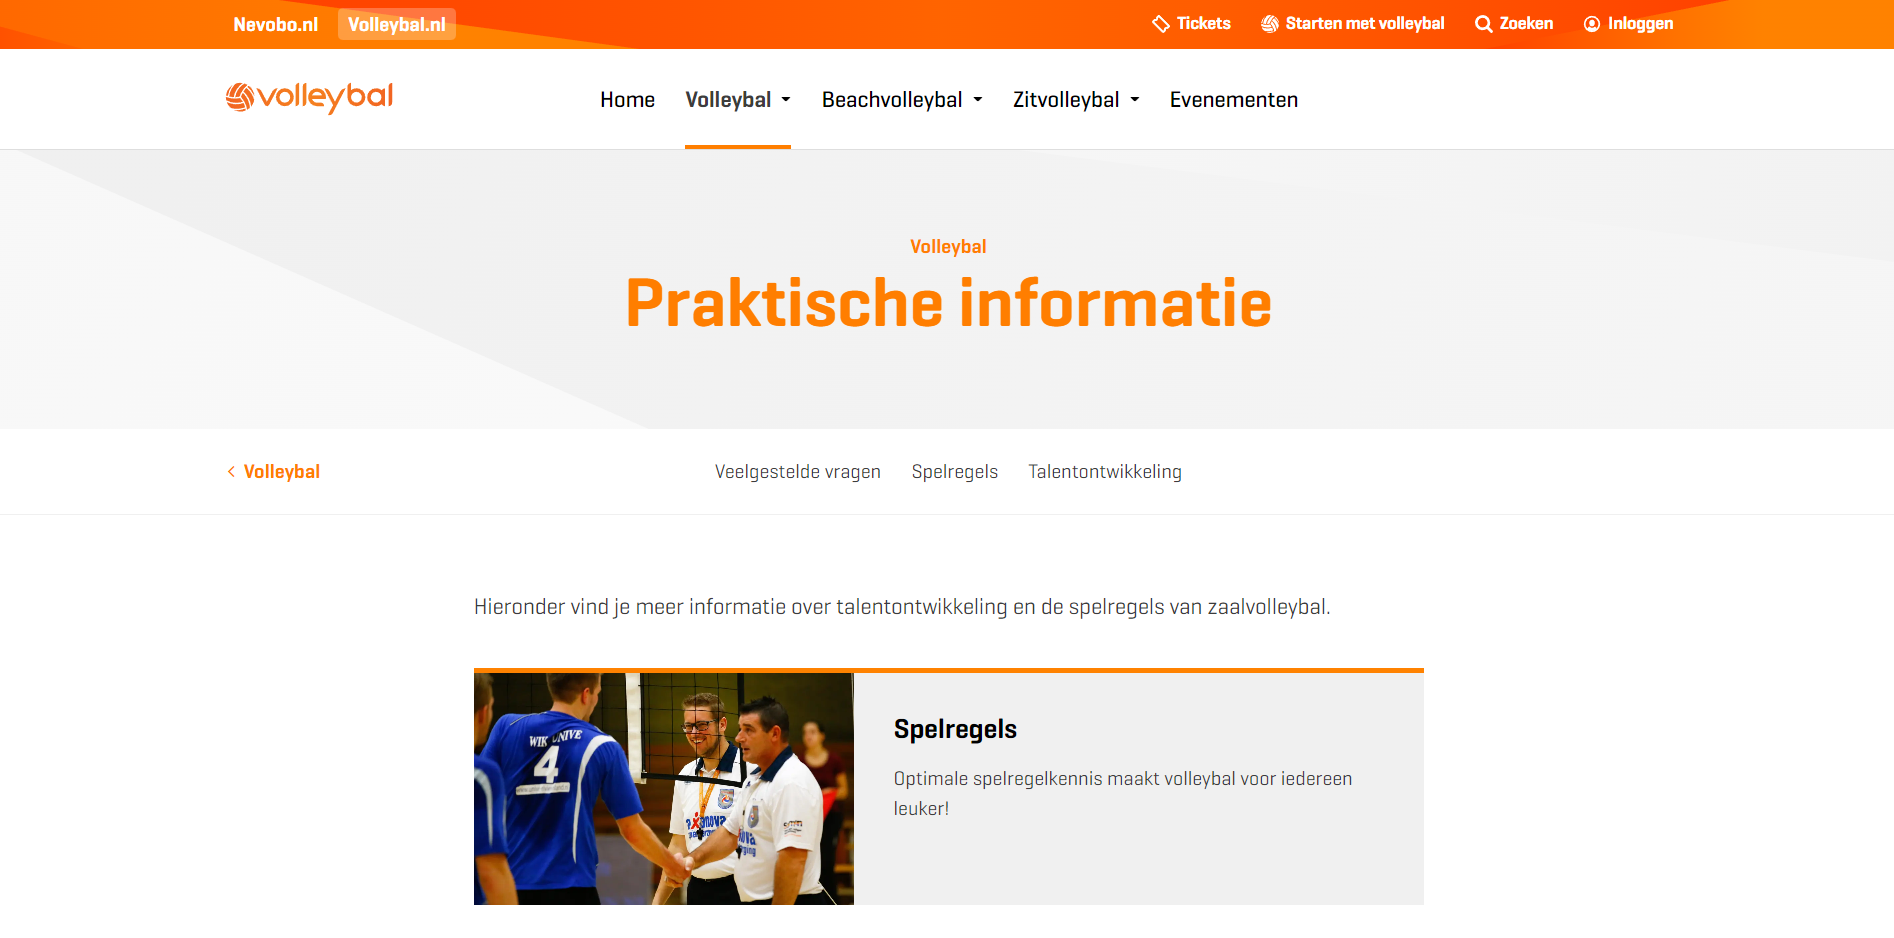 Nevobo.nl Volleybal.nl Tickets Starten met volleybal Zoeken Inloggen
volleybal Home Volleybal Beachvolleybal Zitvolleybal Evenementen
Volleybal
Praktische informatie
Volleybal Veelgestelde vragen Spelregels Talentontwikkeling
Hieronder vind je meer informatie over talentontwikkeling en de spelregels van zaalvolleybal.
WIK UNIVE
4
Spelregels
Optimale spelregelkennis maakt volleybal voor iedereen
leuker!